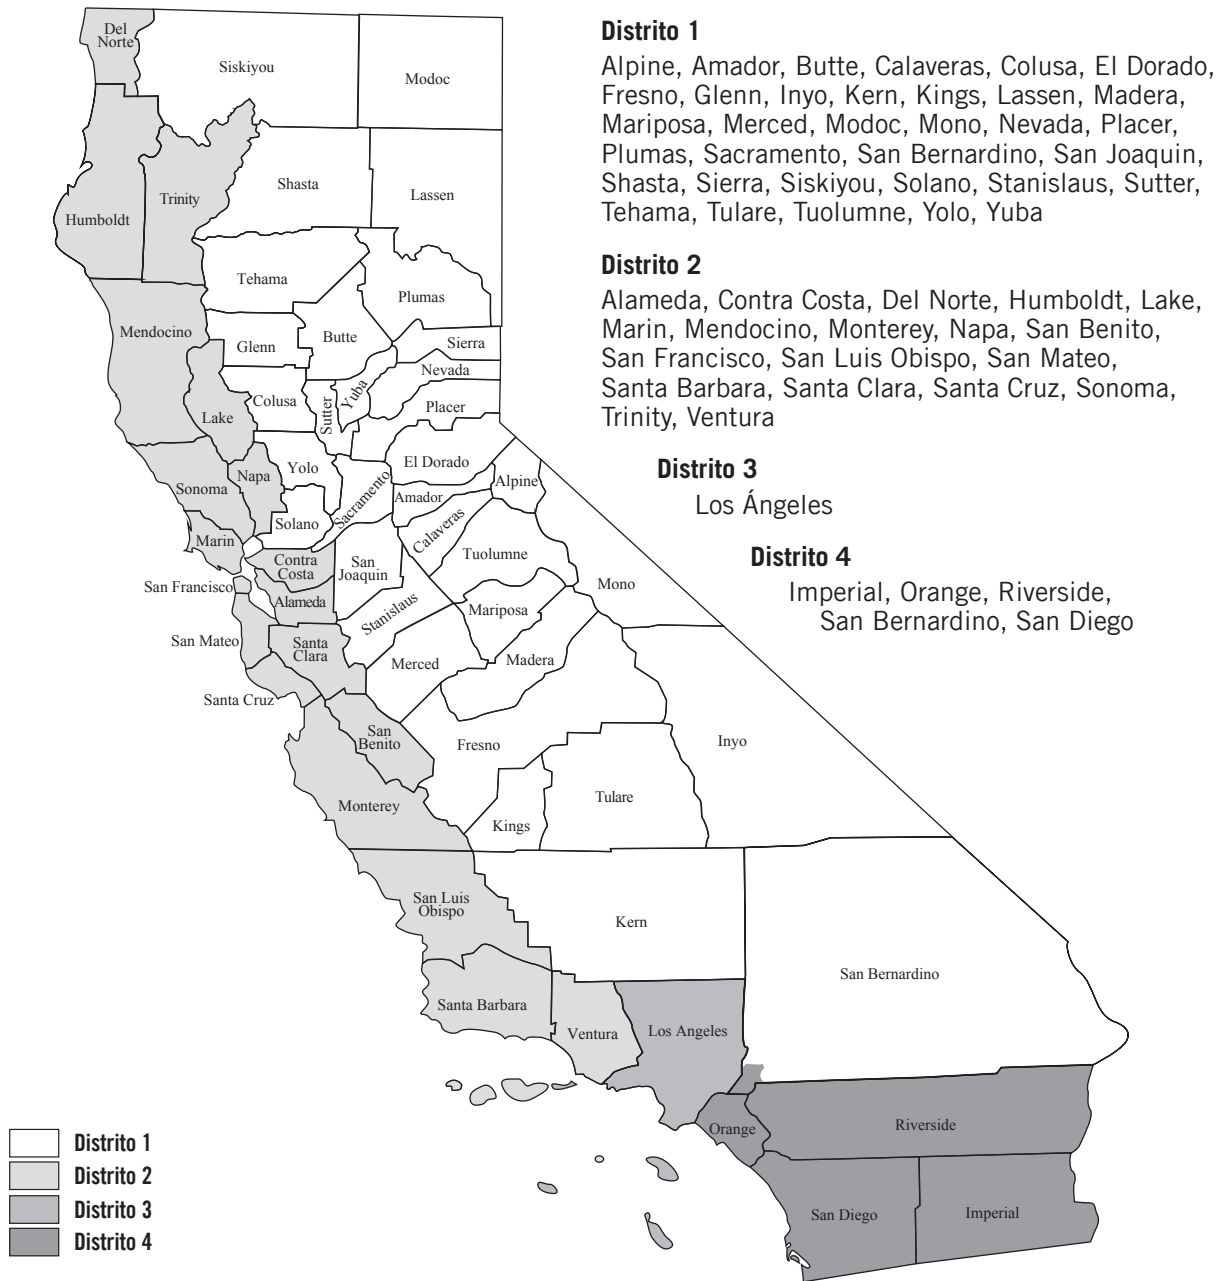 Distrito 1
Alpine, Amador, Butte, Calaveras, Colusa, El Dorado,
Fresno, Glenn, Inyo, Kern, Kings, Lassen, Madera,
Mariposa, Merced, Modoc, Mono, Nevada, Placer,
Plumas, Sacramento, San Bernardino, San Joaquin,
Shasta, Sierra, Siskiyou, Solano, Stanislaus, Sutter,
Tehama, Tulare, Tuolumne, Yolo, Yuba
Distrito 2
Alameda, Contra Costa, Del Norte, Humboldt, Lake,
Marin, Mendocino, Monterey, Napa, San Benito,
San Francisco, San Luis Obispo, San Mateo,
Santa Barbara, Santa Clara, Santa Cruz, Sonoma,
Trinity, Ventura
Distrito 3
Los Ángeles
Distrito 4
Imperial, Orange, Riverside,
San Bernardino, San Diego
Del
Norte
Siskiyou
Modoc
Humboldt
Trinity
Shasta
Lassen
Tehama
Plumas
Mendocino
Glenn
Butte
Sierra
Nevada
Lake
Colusa
Sutter
Yuba
Placer
Sonoma
Napa
Yolo
Sacramento
El Dorado
Alpine
Amador
Solano
Calaveras
Marin
Contra
Costa
San
Joaquin
Tuolumne
Mono
San Francisco
Alameda
Stanislaus
Mariposa
San Mateo
Santa
Clara
Merced
Madera
Santa Cruz
San
Benito
Fresno
Inyo
Monterey
Kings
Tulare
San Luis
Obispo
Kern
San Bernardino
Santa Barbara
Ventura
Los Angeles
Orange
Riverside
San Diego
Imperial
Distrito 1
Distrito 2
Distrito 3
Distrito 4